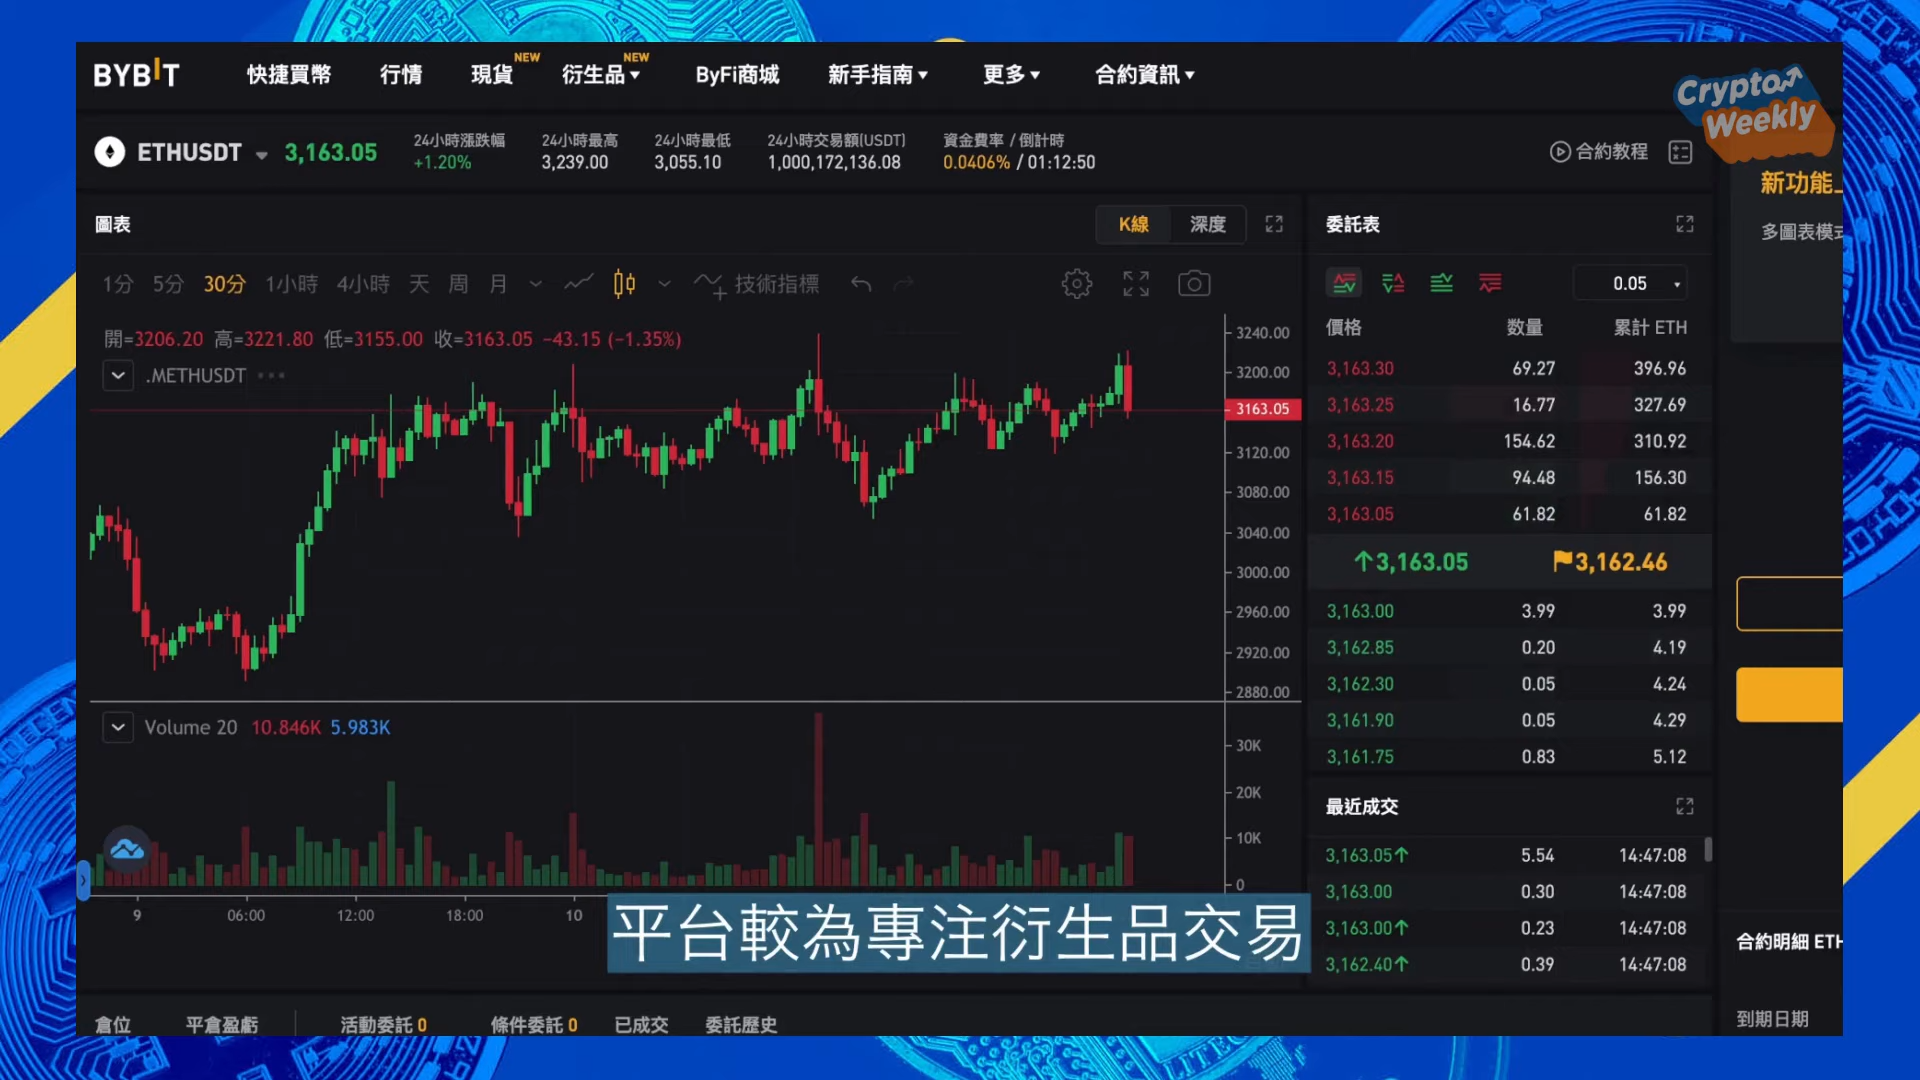 BYBIT 快捷買幣 行情 現貨 NEW 衍生品 NEW ByFi商城 新手指南 更多 合約資訊
Crypto Weekly
ETHUSDT 3,163.05
24小時漲跌幅 24小時最高 24小時最低 24小時交易額(USDT) 資金費率 / 倒計時
+1.20% 3,239.00 3,055.10 1,000,172,136.08 0.0406% / 01:12:50
合約教程
新功能
多圖表模式
圖表 K線 深度
1分 5分 30分 1小時 4小時 天 周 月 技術指標
開=3206.20 高=3221.80 低=3155.00 收=3163.05 −43.15 (−1.35%)
.METHUSDT
3240.00
3200.00
3163.05
3120.00
3080.00
3040.00
3000.00
2960.00
2920.00
2880.00
Volume 20 10.846K 5.983K
30K
20K
10K
0
9 06:00 12:00 18:00 10
委託表
0.05
價格 数量 累計 ETH
3,163.30 69.27 396.96
3,163.25 16.77 327.69
3,163.20 154.62 310.92
3,163.15 94.48 156.30
3,163.05 61.82 61.82
3,163.05 3,162.46
3,163.00 3.99 3.99
3,162.85 0.20 4.19
3,162.30 0.05 4.24
3,161.90 0.05 4.29
3,161.75 0.83 5.12
最近成交
3,163.05↑ 5.54 14:47:08
3,163.00 0.30 14:47:08
3,163.00↑ 0.23 14:47:08
3,162.40↑ 0.39 14:47:08
合約明細 ETH
到期日期
平台較為專注衍生品交易
倉位 平倉盈虧 活動委託 0 條件委託 0 已成交 委託歷史